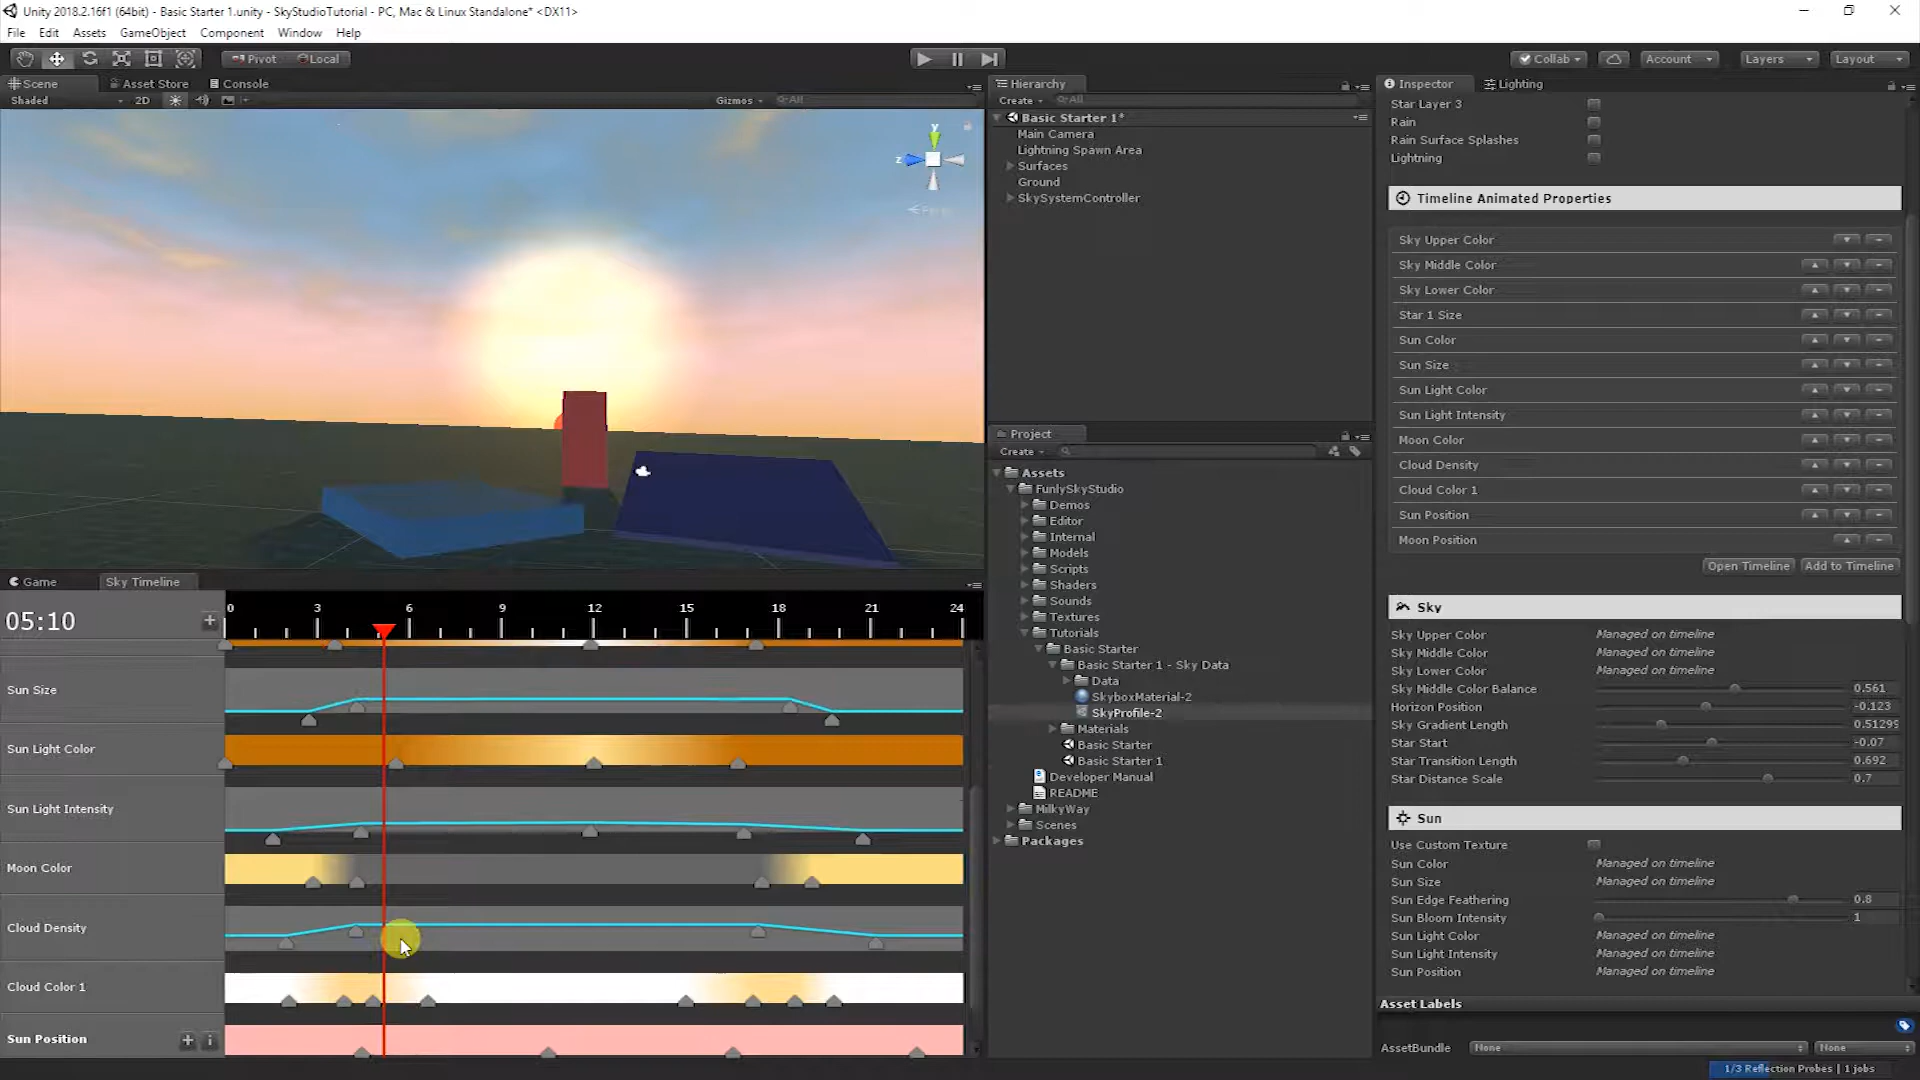 Unity 2018.2.16f1 (64bit) - Basic Starter 1.unity - SkyStudioTutorial - PC, Mac & Linux Standalone* <DX11>
File Edit Assets GameObject Component Window Help
Pivot Local Collab Account Layers Layout
Scene Asset Store Console
Shaded 2D Gizmos All
y
z
Persp
Game Sky Timeline
05:10
0 3 6 9 12 15 18 21 24
Sun Size
Sun Light Color
Sun Light Intensity
Moon Color
Cloud Density
Cloud Color 1
Sun Position
Hierarchy
Create All
Basic Starter 1*
Main Camera
Lightning Spawn Area
Surfaces
Ground
SkySystemController
Project
Create
Assets
FunlySkyStudio
Demos
Editor
Internal
Models
Scripts
Shaders
Sounds
Textures
Tutorials
Basic Starter
Basic Starter 1 - Sky Data
Data
SkyboxMaterial-2
SkyProfile-2
Materials
Basic Starter
Basic Starter 1
Developer Manual
README
MilkyWay
Scenes
Packages
Inspector Lighting
Star Layer 3
Rain
Rain Surface Splashes
Lightning
Timeline Animated Properties
Sky Upper Color
Sky Middle Color
Sky Lower Color
Star 1 Size
Sun Color
Sun Size
Sun Light Color
Sun Light Intensity
Moon Color
Cloud Density
Cloud Color 1
Sun Position
Moon Position
Open Timeline Add to Timeline
Sky
Sky Upper Color Managed on timeline
Sky Middle Color Managed on timeline
Sky Lower Color Managed on timeline
Sky Middle Color Balance 0.561
Horizon Position -0.123
Sky Gradient Length 0.51299
Star Start -0.07
Star Transition Length 0.692
Star Distance Scale 0.7
Sun
Use Custom Texture
Sun Color Managed on timeline
Sun Size Managed on timeline
Sun Edge Feathering 0.8
Sun Bloom Intensity 1
Sun Light Color Managed on timeline
Sun Light Intensity Managed on timeline
Sun Position Managed on timeline
Asset Labels
AssetBundle None None
1/3 Reflection Probes | 1 jobs